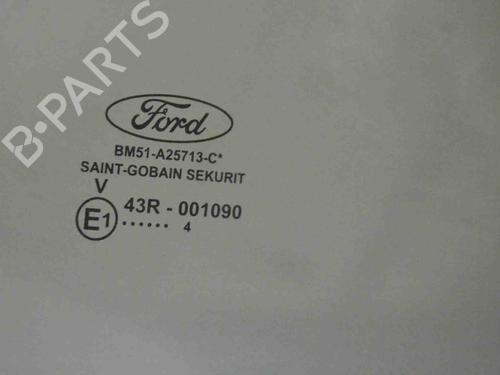 B-PARTS
Ford
BM51-A25713-C*
SAINT-GOBAIN SEKURIT
V
E1 43R - 001090
...... 4